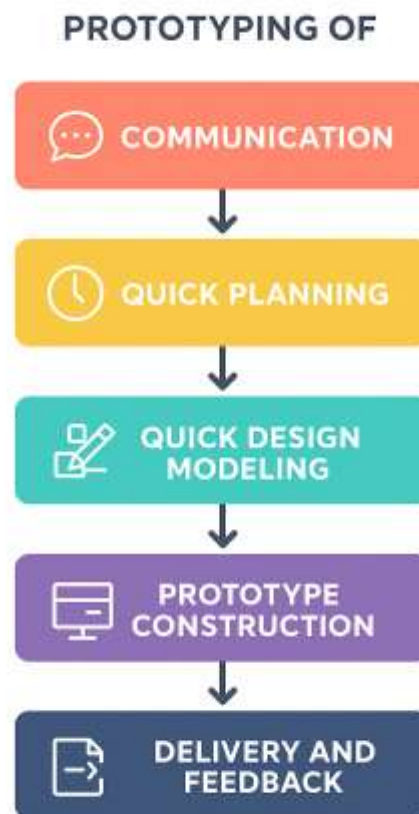 PROTOTYPING OF
COMMUNICATION
QUICK PLANNING
QUICK DESIGN
MODELING
PROTOTYPE
CONSTRUCTION
DELIVERY AND
FEEDBACK